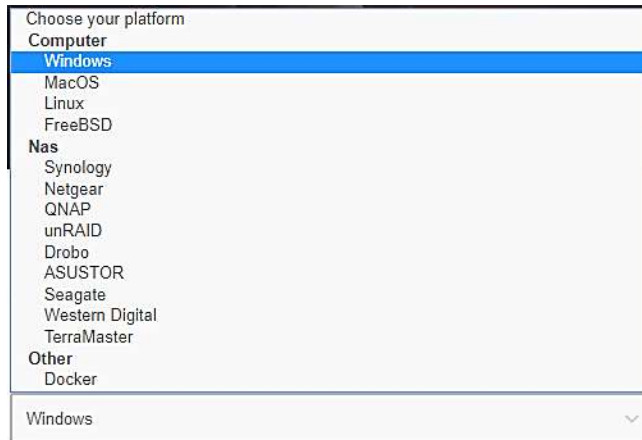 Choose your platform
Computer
Windows
MacOS
Linux
FreeBSD
Nas
Synology
Netgear
QNAP
unRAID
Drobo
ASUSTOR
Seagate
Western Digital
TerraMaster
Other
Docker
Windows